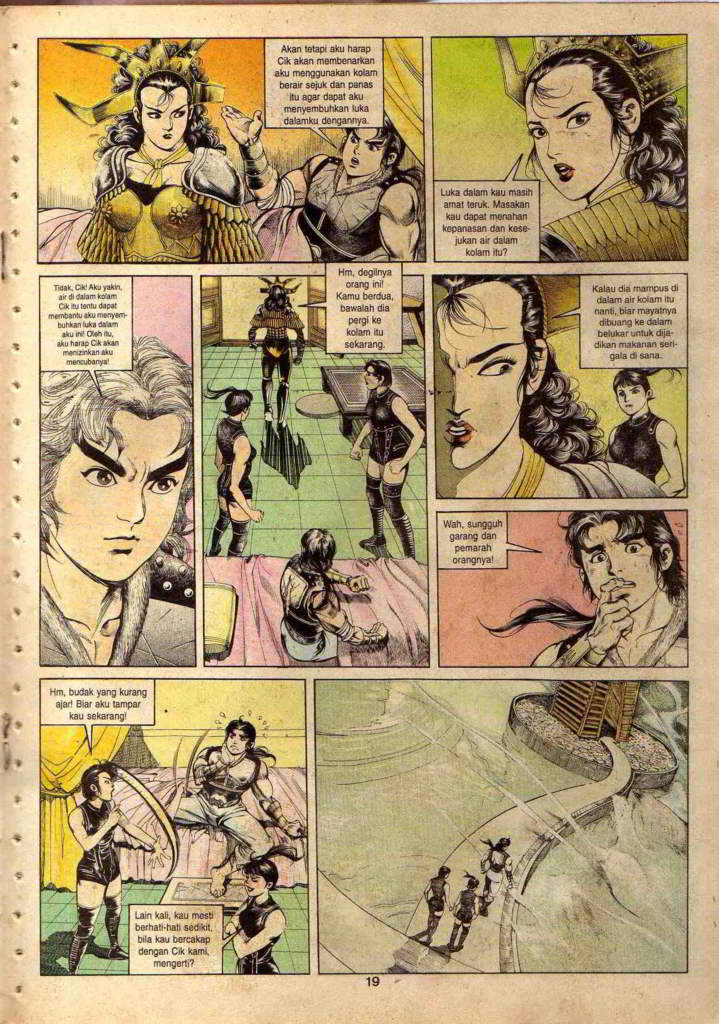 Akan tetapi aku harap
Cik akan membenarkan
aku menggunakan kolam
berair sejuk dan panas
itu agar dapat aku
menyembuhkan luka
dalamku dengannya.
Luka dalam kau masih
amat teruk. Masakan
kau dapat menahan
kepanasan dan kese-
jukan air dalam
kolam itu?
Tidak, Cik! Aku yakin,
air di dalam kolam
Cik itu tentu dapat
membantu aku menyem-
buhkan luka dalam
aku ini! Oleh itu,
aku harap Cik akan
menizinkan aku
mencubanya!
Hm, degilnya
orang ini!
Kamu berdua,
bawalah dia
pergi ke
kolam itu
sekarang.
Kalau dia mampus di
dalam air kolam itu
nanti, biar mayatnya
dibuang ke dalam
belukar untuk dija-
dikan makanan seri-
gala di sana.
Wah, sungguh
garang dan
pemarah
orangnya!
Hm, budak yang kurang
ajar! Biar aku tampar
kau sekarang!
Lain kali, kau mesti
berhati-hati sedikit,
bila kau bercakap
dengan Cik kami,
mengerti?
19